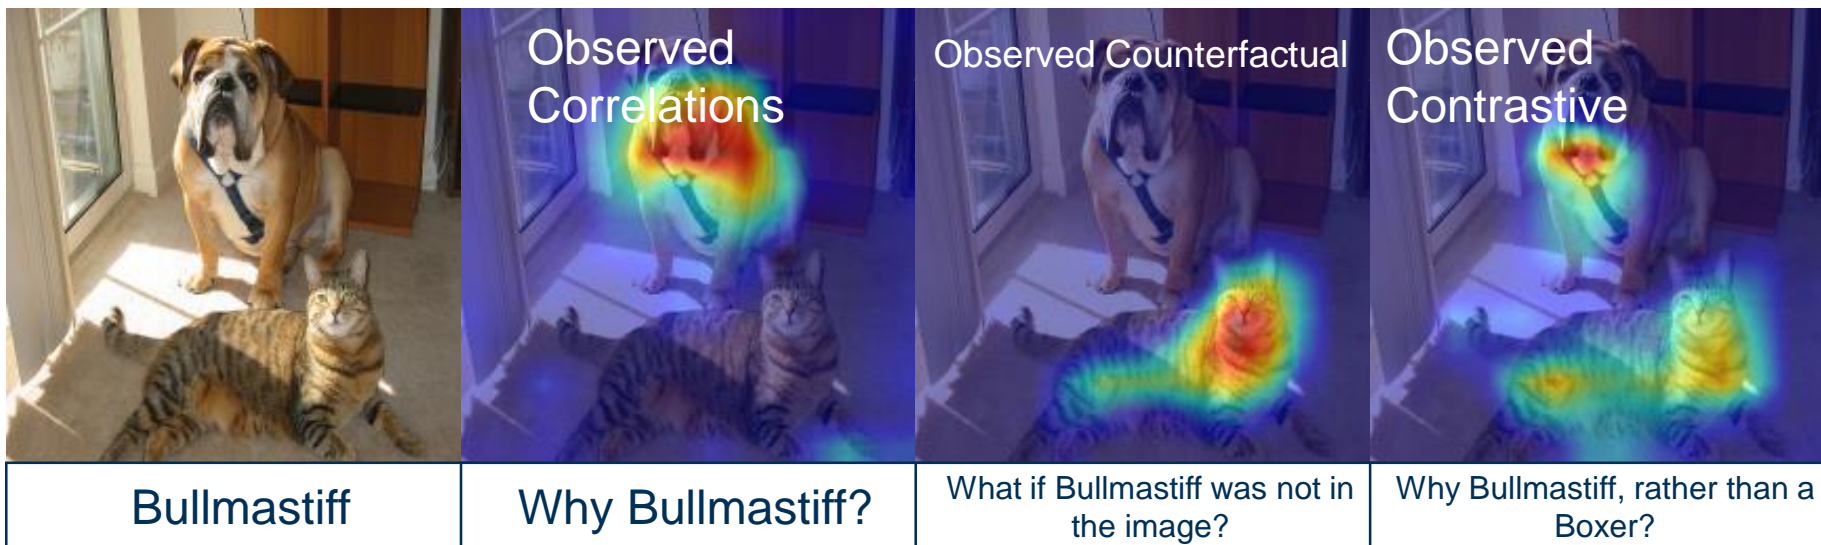 Observed
Correlations
Observed Counterfactual
Observed
Contrastive
Bullmastiff
Why Bullmastiff?
What if Bullmastiff was not in
the image?
Why Bullmastiff, rather than a
Boxer?